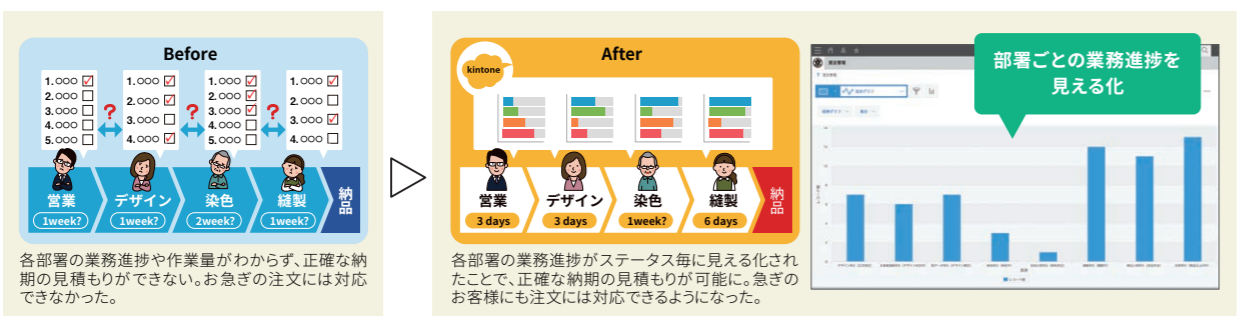 Before
1.○○○
2.○○○
3.○○○
4.○○○
5.○○○
1.○○○
2.○○○
3.○○○
4.○○○
1.○○○
2.○○○
3.○○○
4.○○○
5.○○○
1.○○○
2.○○○
3.○○○
4.○○○
?
?
?
営業
1week?
デザイン
1week?
染色
2week?
縫製
1week?
納品
各部署の業務進捗や作業量がわからず、正確な納
期の見積もりができない。お急ぎの注文には対応
できなかった。
kintone
After
営業
3 days
デザイン
3 days
染色
1week?
縫製
6 days
納品
各部署の業務進捗がステータス毎に見える化され
たことで、正確な納期の見積もりが可能に。急ぎの
お客様にも注文には対応できるようになった。
部署ごとの業務進捗を
見える化